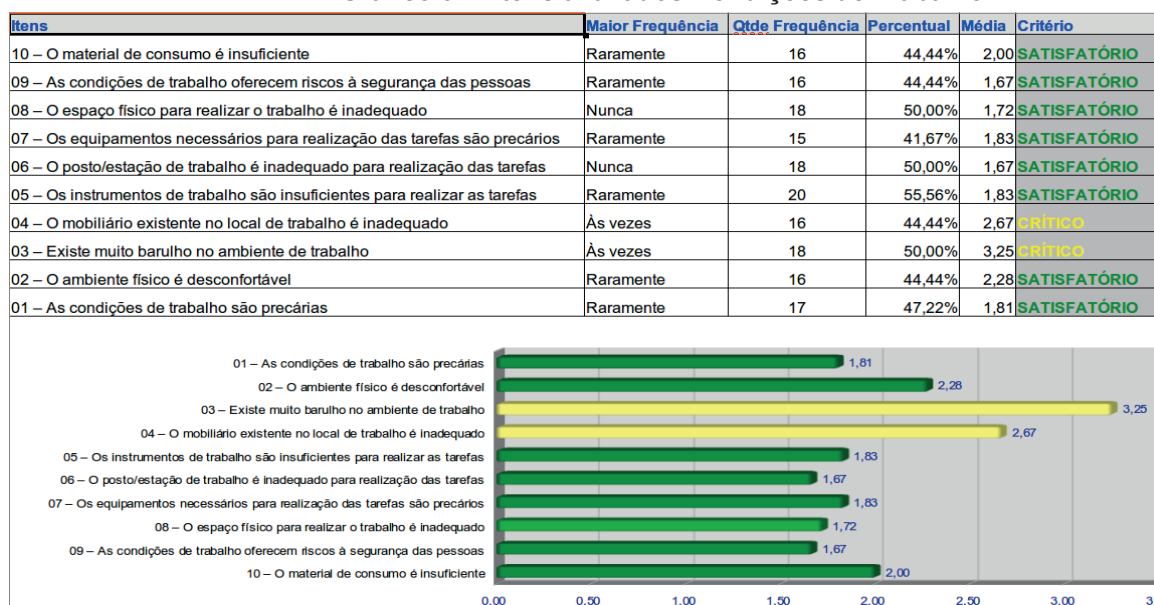 Itens Maior Frequência Qtde Frequência Percentual Média Critério
10 – O material de consumo é insuficiente Raramente 16 44,44% 2,00 SATISFATÓRIO
09 – As condições de trabalho oferecem riscos à segurança das pessoas Raramente 16 44,44% 1,67 SATISFATÓRIO
08 – O espaço físico para realizar o trabalho é inadequado Nunca 18 50,00% 1,72 SATISFATÓRIO
07 – Os equipamentos necessários para realização das tarefas são precários Raramente 15 41,67% 1,83 SATISFATÓRIO
06 – O posto/estação de trabalho é inadequado para realização das tarefas Nunca 18 50,00% 1,67 SATISFATÓRIO
05 – Os instrumentos de trabalho são insuficientes para realizar as tarefas Raramente 20 55,56% 1,83 SATISFATÓRIO
04 – O mobiliário existente no local de trabalho é inadequado Às vezes 16 44,44% 2,67 CRÍTICO
03 – Existe muito barulho no ambiente de trabalho Às vezes 18 50,00% 3,25 CRÍTICO
02 – O ambiente físico é desconfortável Raramente 16 44,44% 2,28 SATISFATÓRIO
01 – As condições de trabalho são precárias Raramente 17 47,22% 1,81 SATISFATÓRIO
01 – As condições de trabalho são precárias 1,81
02 – O ambiente físico é desconfortável 2,28
03 – Existe muito barulho no ambiente de trabalho 3,25
04 – O mobiliário existente no local de trabalho é inadequado 2,67
05 – Os instrumentos de trabalho são insuficientes para realizar as tarefas 1,83
06 – O posto/estação de trabalho é inadequado para realização das tarefas 1,67
07 – Os equipamentos necessários para realização das tarefas são precários 1,83
08 – O espaço físico para realizar o trabalho é inadequado 1,72
09 – As condições de trabalho oferecem riscos à segurança das pessoas 1,67
10 – O material de consumo é insuficiente 2,00
0,00 0,50 1,00 1,50 2,00 2,50 3,00